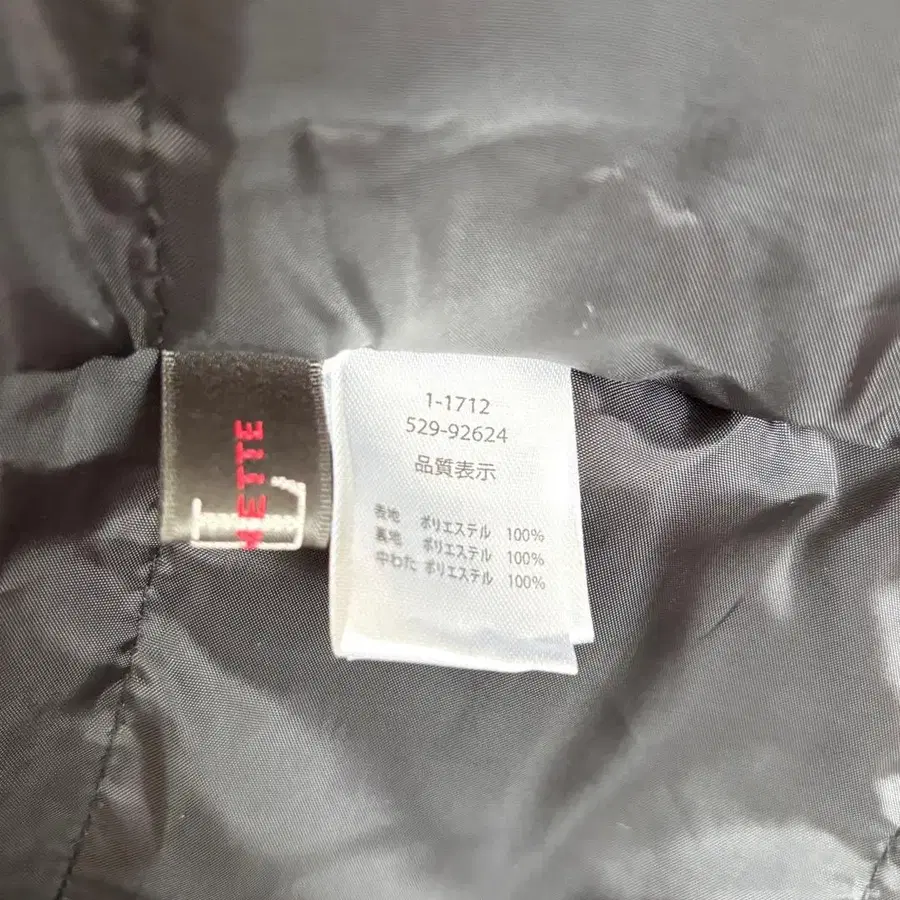 METTE
L
1-1712
529-92624
品質表示
表地 ポリエステル 100%
裏地 ポリエステル 100%
中わた ポリエステル 100%